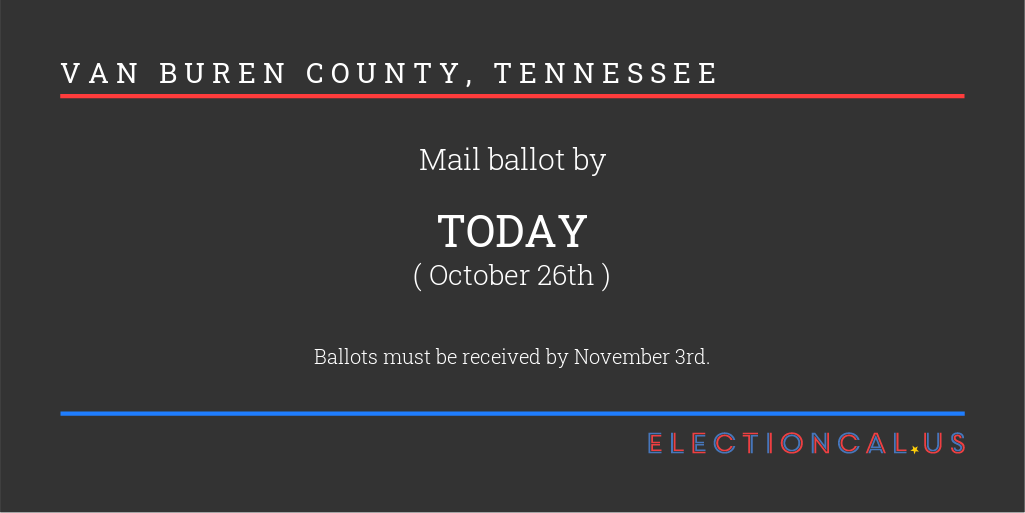 VAN BUREN COUNTY, TENNESSEE
Mail ballot by
TODAY
( October 26th )
Ballots must be received by November 3rd.
ELECTIONCAL.US